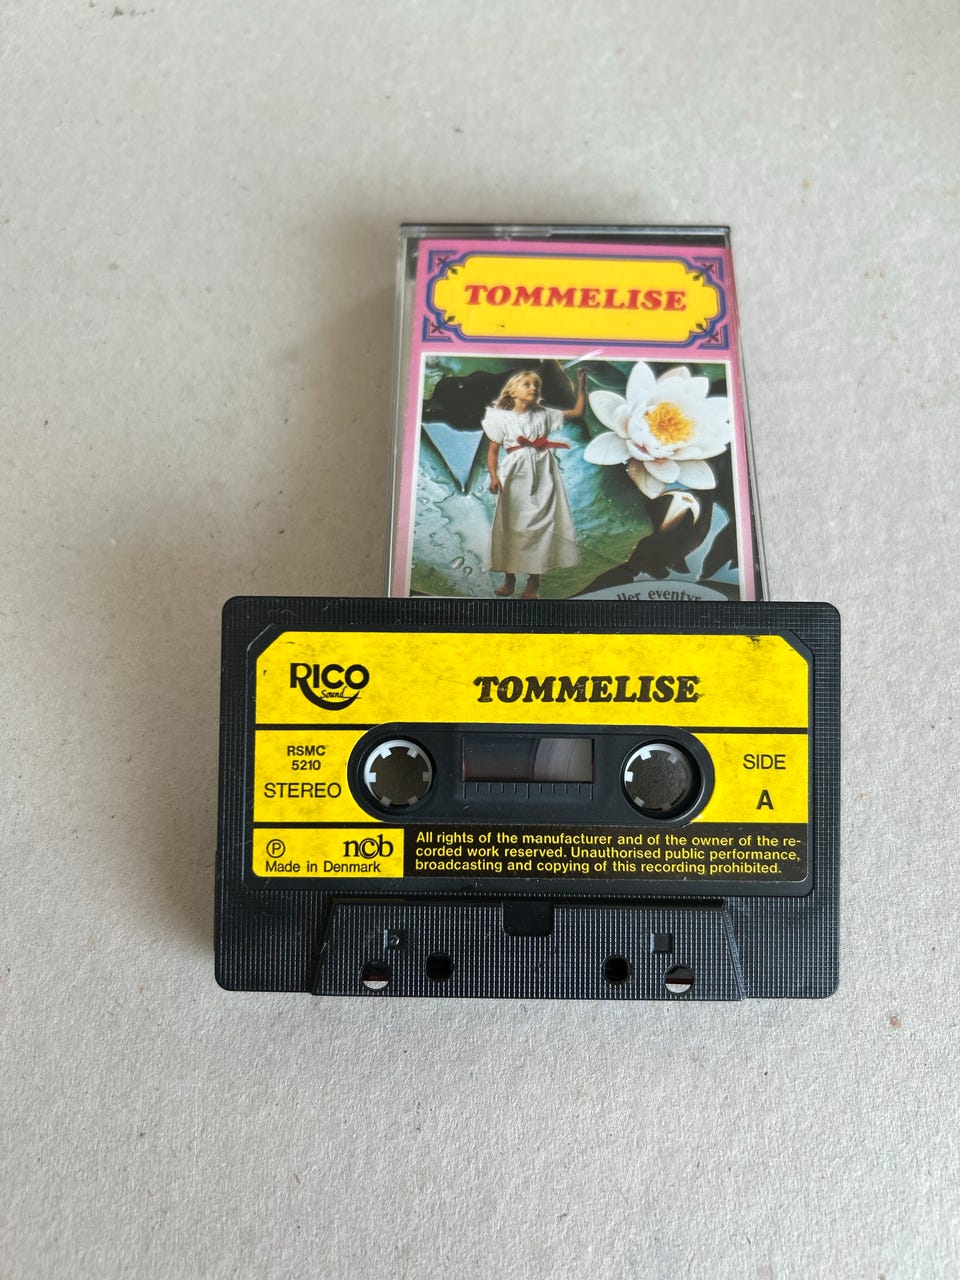 TOMMELISE
eventyr
RICO
Sound
TOMMELISE
RSMC
5210
STEREO
SIDE
A
Ⓟ
ncb
Made in Denmark
All rights of the manufacturer and of the owner of the re-
corded work reserved. Unauthorised public performance,
broadcasting and copying of this recording prohibited.